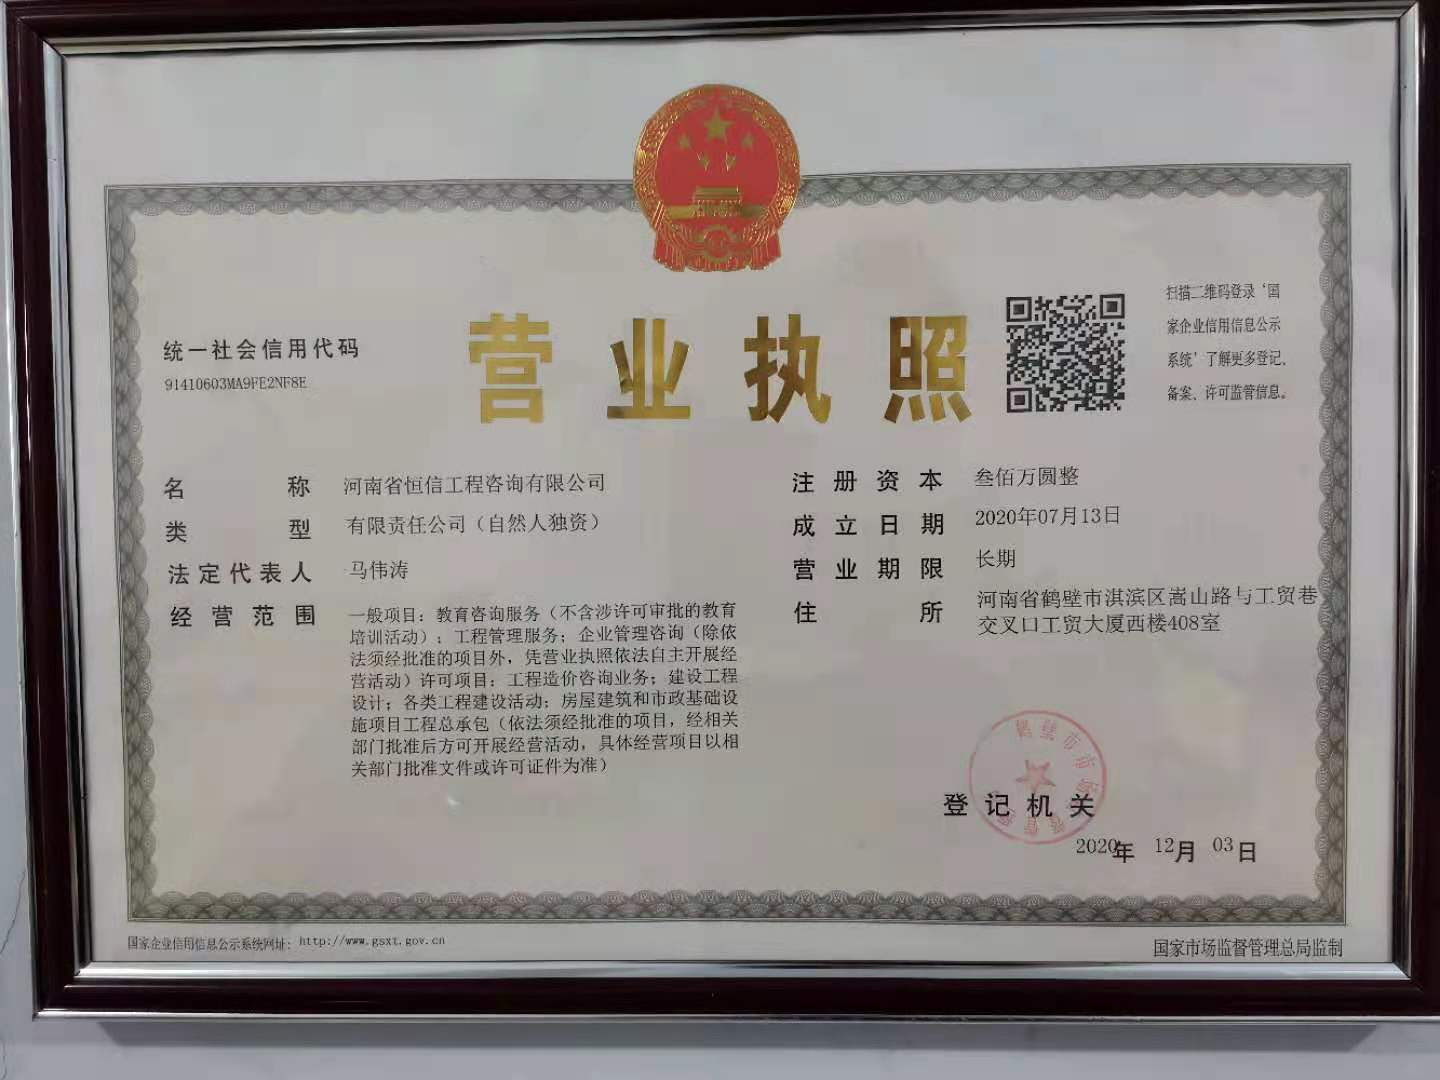 统一社会信用代码
91410603MA9FE2NF8E
营业执照
扫描二维码登录‘国
家企业信用信息公示
系统’了解更多登记、
备案、许可监管信息。
名称 河南省恒信工程咨询有限公司
类型 有限责任公司（自然人独资）
法定代表人 马伟涛
经营范围 一般项目：教育咨询服务（不含涉许可审批的教育
培训活动）；工程管理服务；企业管理咨询（除依
法须经批准的项目外，凭营业执照依法自主开展经
营活动）许可项目：工程造价咨询业务；建设工程
设计；各类工程建设活动；房屋建筑和市政基础设
施项目工程总承包（依法须经批准的项目，经相关
部门批准后方可开展经营活动，具体经营项目以相
关部门批准文件或许可证件为准）
注册资本 叁佰万圆整
成立日期 2020年07月13日
营业期限 长期
住所 河南省鹤壁市淇滨区嵩山路与工贸巷
交叉口工贸大厦西楼408室
鹤壁市市场
登记机关
2020年 12月 03日
国家企业信用信息公示系统网址：http://www.gsxt.gov.cn
国家市场监督管理总局监制